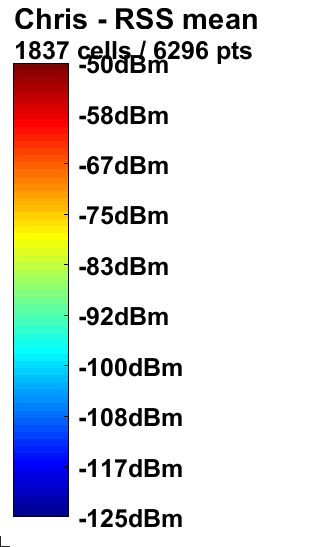 Chris - RSS mean
1837 cells / 6296 pts
-50dBm
-58dBm
-67dBm
-75dBm
-83dBm
-92dBm
-100dBm
-108dBm
-117dBm
-125dBm